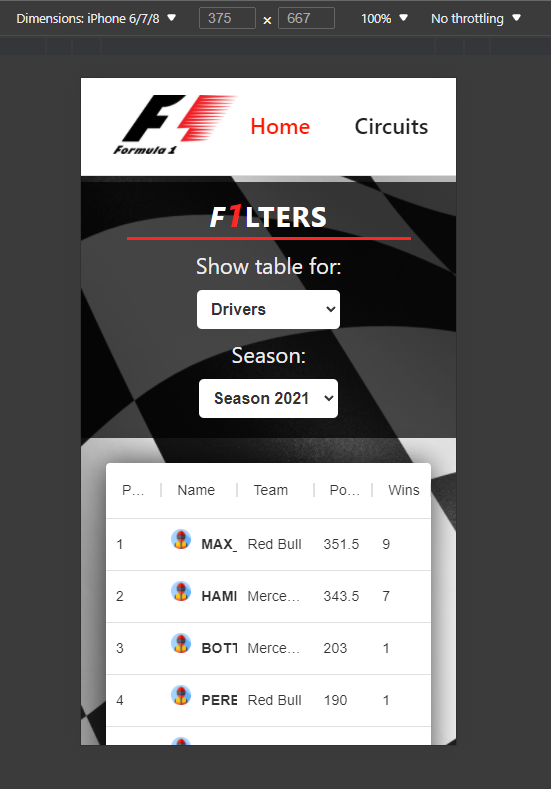 Dimensions: iPhone 6/7/8 ▼ 375 × 667 100% ▼ No throttling ▼
F1
Formula 1
Home Circuits
F1LTERS
Show table for:
Drivers
Season:
Season 2021
P… Name Team Po… Wins
1 MAX_ Red Bull 351.5 9
2 HAMI Merce… 343.5 7
3 BOTT Merce… 203 1
4 PERE Red Bull 190 1